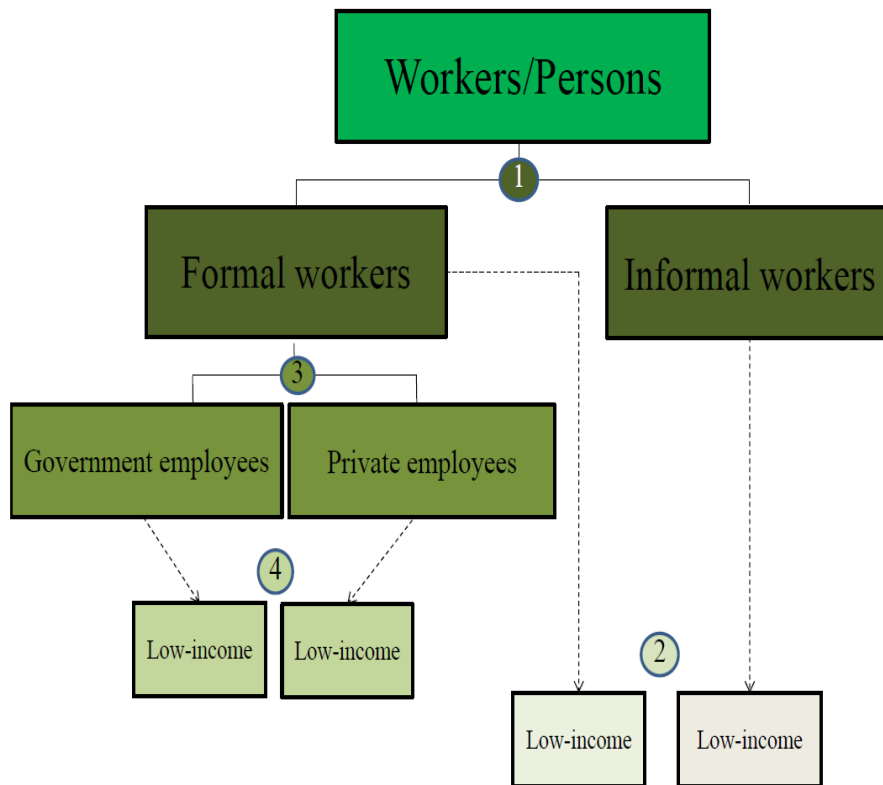 Workers/Persons
1
Formal workers
Informal workers
3
Government employees
Private employees
4
Low-income
Low-income
2
Low-income
Low-income